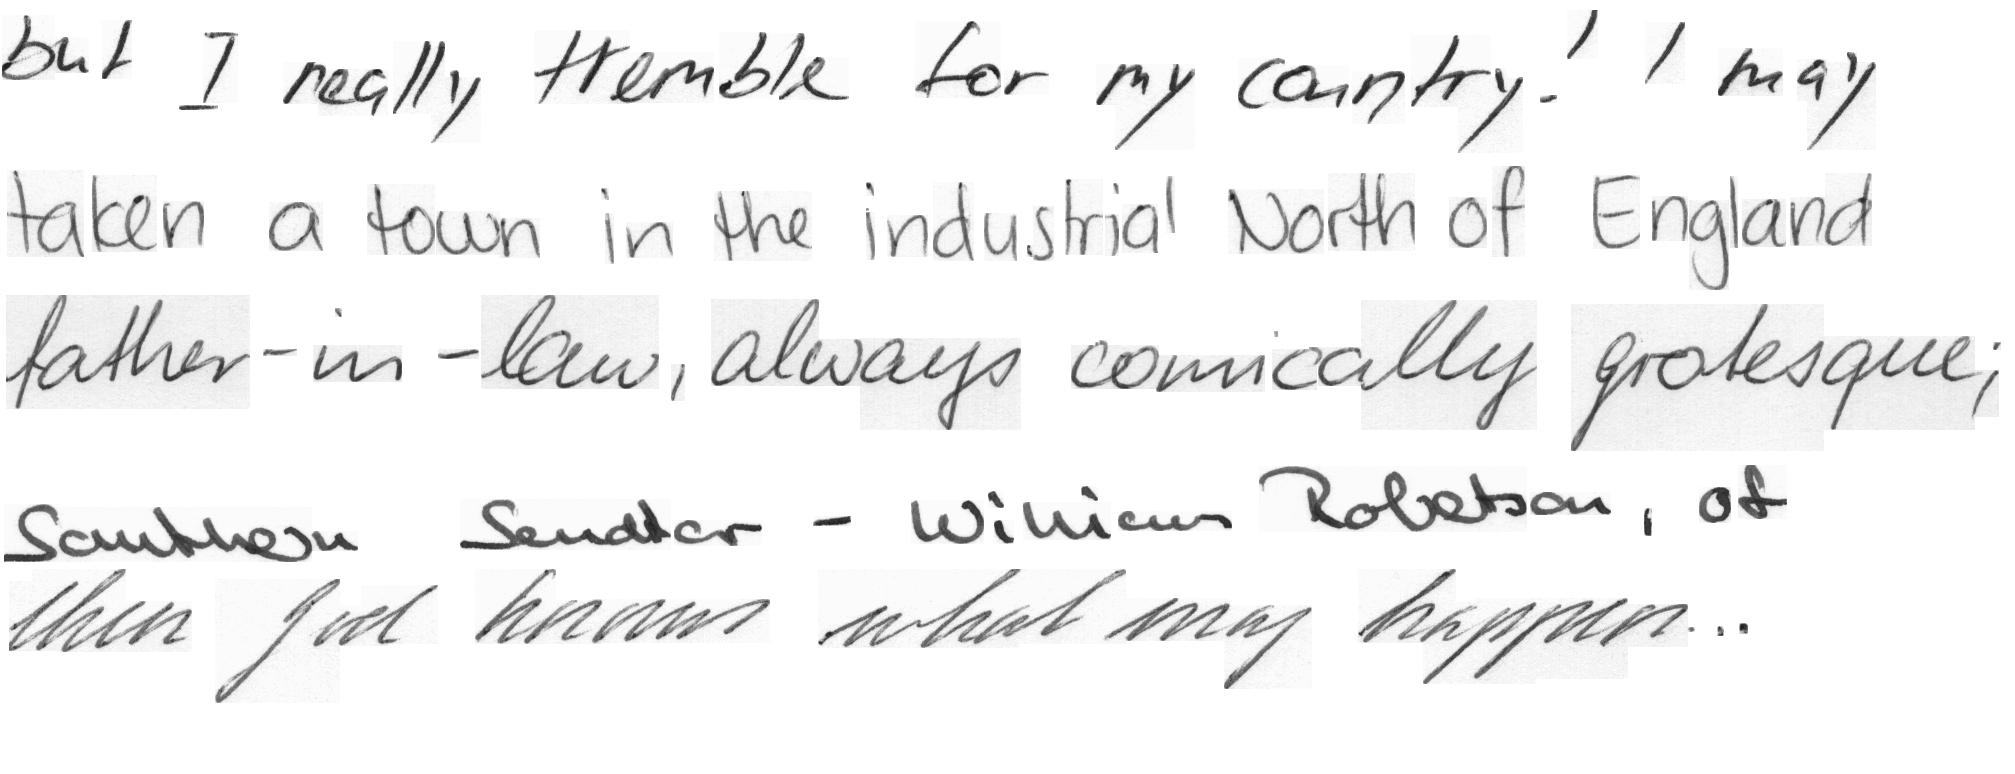 but I really tremble for my country.' I may
taken a town in the industrial North of England
father-in-law, always comically grotesque;
Southern - William Robertson, of
then god knows what may happen...